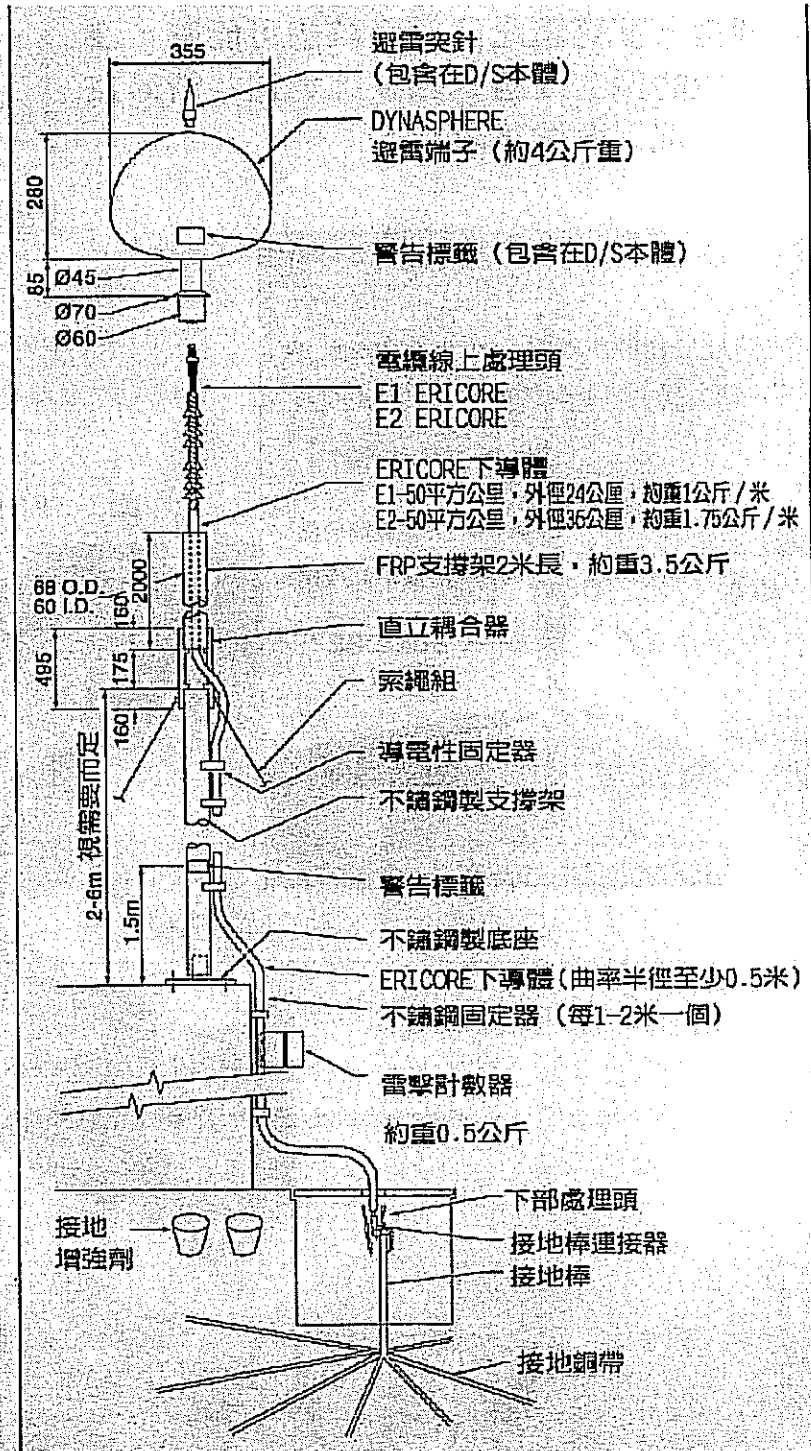 355
避雷突針
(包含在D/S本體)
DYNASPHERE
避雷端子 (約4公斤重)
280
警告標籤 (包含在D/S本體)
85
Ø45
Ø70
Ø60
電纜線上處理頭
E1 ERICORE
E2 ERICORE
ERICORE下導體
E1-50平方公厘，外徑24公厘，約重1公斤/米
E2-50平方公厘，外徑36公厘，約重1.75公斤/米
68 O.D.
60 I.D.
2000
FRP支撐架2米長，約重3.5公斤
160
直立耦合器
495
175
索繩組
160
導電性固定器
不鏽鋼製支撐架
2-6m 視需要而定
警告標籤
1.5m
不鏽鋼製底座
ERICORE下導體(曲率半徑至少0.5米)
不鏽鋼固定器 (每1-2米一個)
雷擊計數器
約重0.5公斤
下部處理頭
接地
增強劑
接地棒連接器
接地棒
接地銅帶